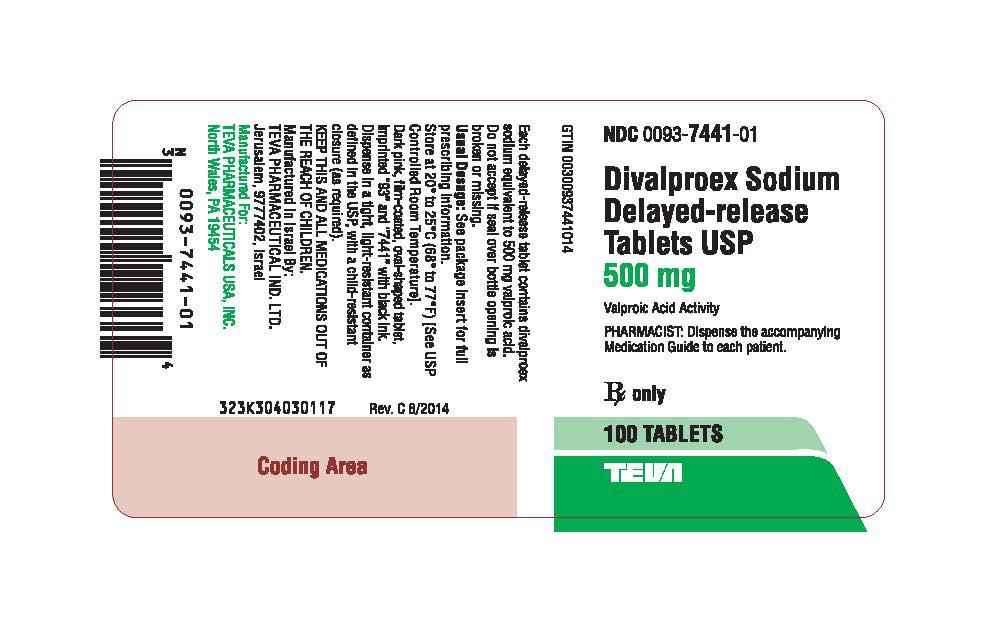 NDC 0093-7441-01
Divalproex Sodium
Delayed-release
Tablets USP
500 mg
Valproic Acid Activity
PHARMACIST: Dispense the accompanying
Medication Guide to each patient.
Rx only
100 TABLETS
TEVA
GTIN 00300937441014
Each delayed-release tablet contains divalproex
sodium equivalent to 500 mg valproic acid.
Do not accept if seal over bottle opening is
broken or missing.
Usual Dosage: See package insert for full
prescribing information.
Store at 20° to 25°C (68° to 77°F) [See USP
Controlled Room Temperature].
Dark pink, film-coated, oval-shaped tablet,
imprinted "93" and "7441" with black ink.
Dispense in a tight, light-resistant container as
defined in the USP, with a child-resistant
closure (as required).
KEEP THIS AND ALL MEDICATIONS OUT OF
THE REACH OF CHILDREN.
Manufactured In Israel By:
TEVA PHARMACEUTICAL IND. LTD.
Jerusalem, 9777402, Israel
Manufactured For:
TEVA PHARMACEUTICALS USA, INC.
North Wales, PA 19454
N
3 0093-7441-01 4
323K304030117 Rev. C 8/2014
Coding Area